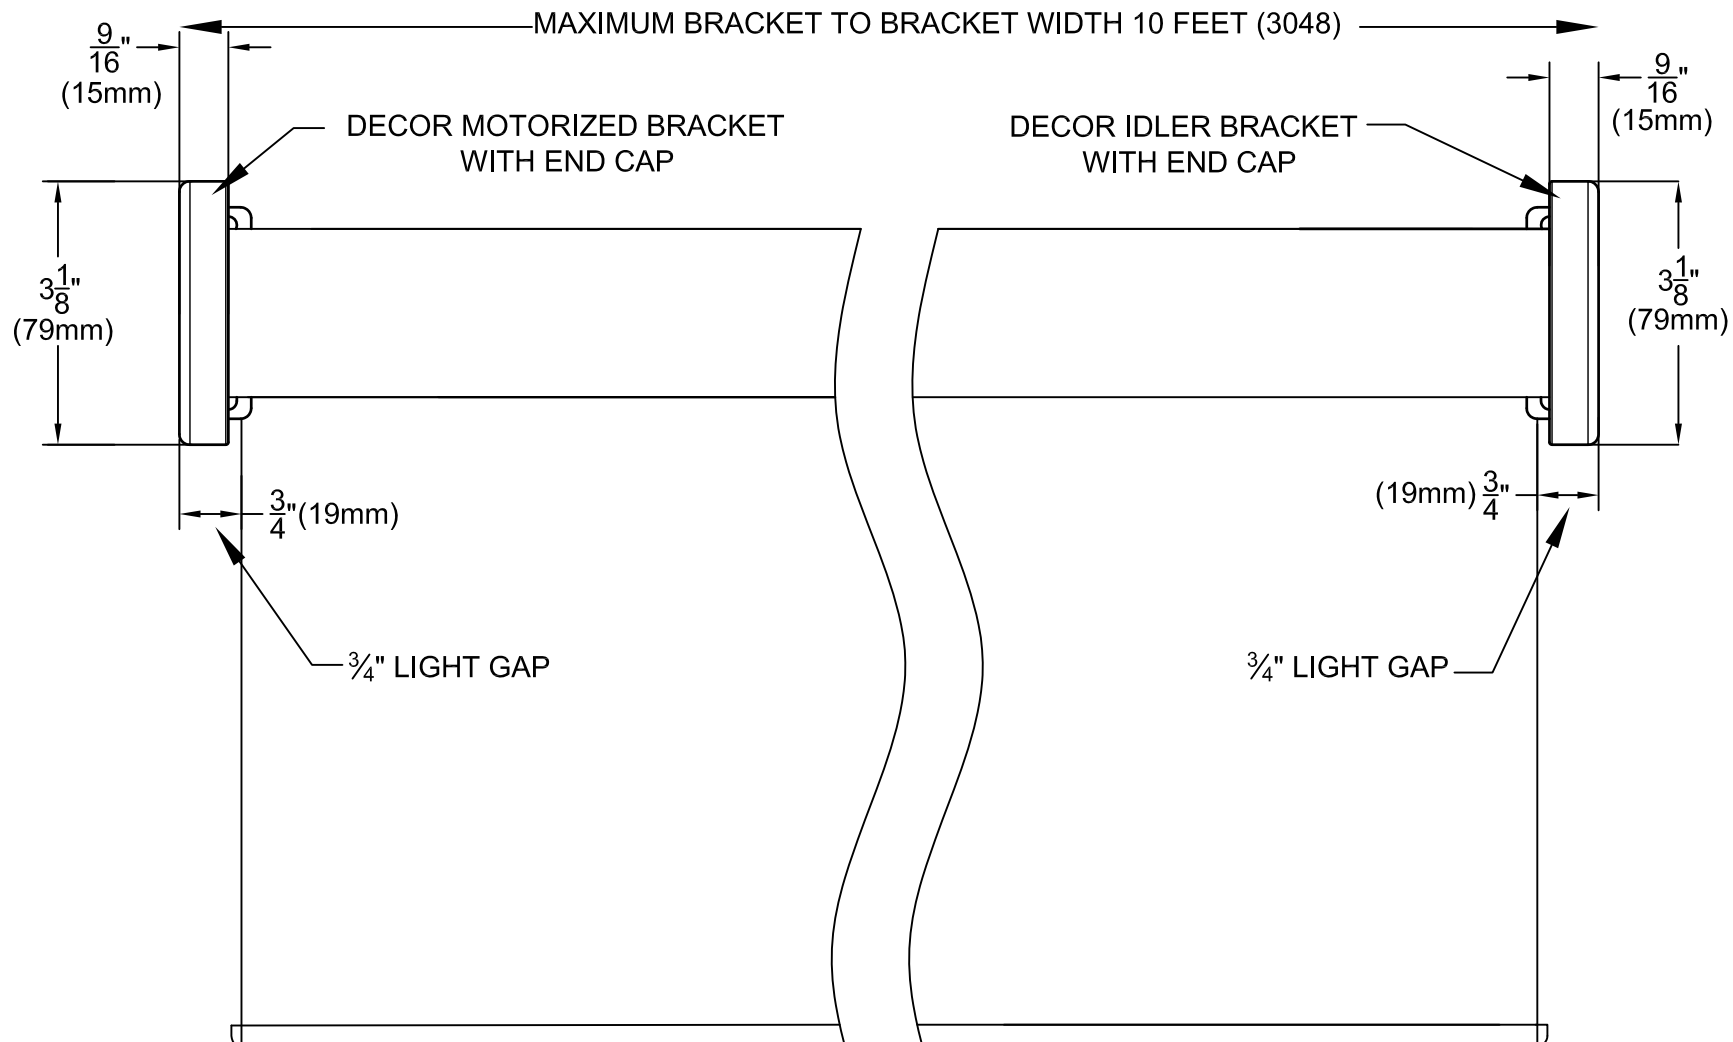 MAXIMUM BRACKET TO BRACKET WIDTH 10 FEET (3048)
9/16"
(15mm)
9/16"
(15mm)
DECOR MOTORIZED BRACKET
WITH END CAP
DECOR IDLER BRACKET
WITH END CAP
3 1/8"
(79mm)
3 1/8"
(79mm)
3/4" (19mm)
(19mm) 3/4"
¾" LIGHT GAP
¾" LIGHT GAP